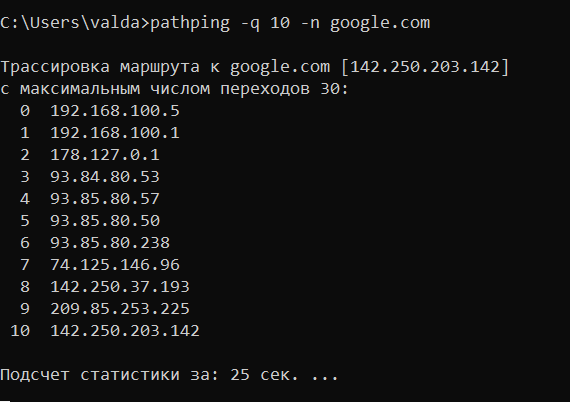 C:\Users\valda>pathping -q 10 -n google.com
Трассировка маршрута к google.com [142.250.203.142]
с максимальным числом переходов 30:
0 192.168.100.5
1 192.168.100.1
2 178.127.0.1
3 93.84.80.53
4 93.85.80.57
5 93.85.80.50
6 93.85.80.238
7 74.125.146.96
8 142.250.37.193
9 209.85.253.225
10 142.250.203.142
Подсчет статистики за: 25 сек. ...